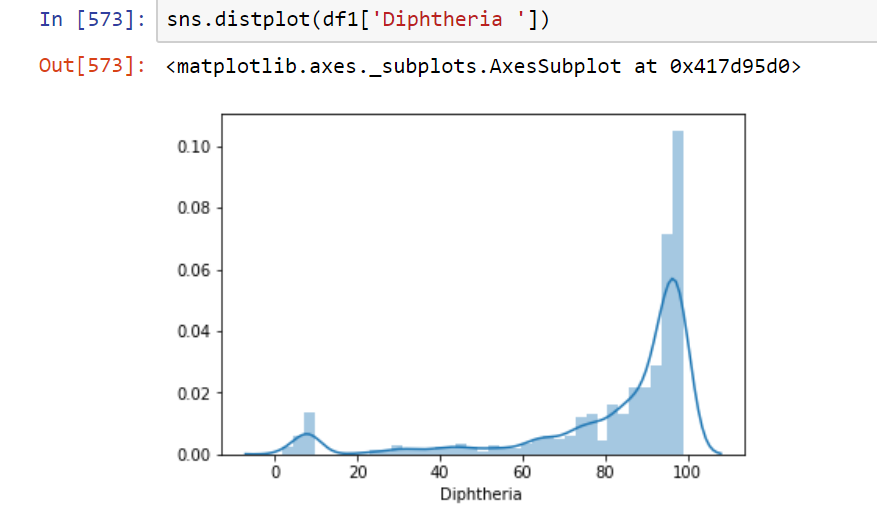 In [573]: sns.distplot(df1['Diphtheria '])
Out[573]: <matplotlib.axes._subplots.AxesSubplot at 0x417d95d0>
0.10
0.08
0.06
0.04
0.02
0.00
0 20 40 60 80 100
Diphtheria